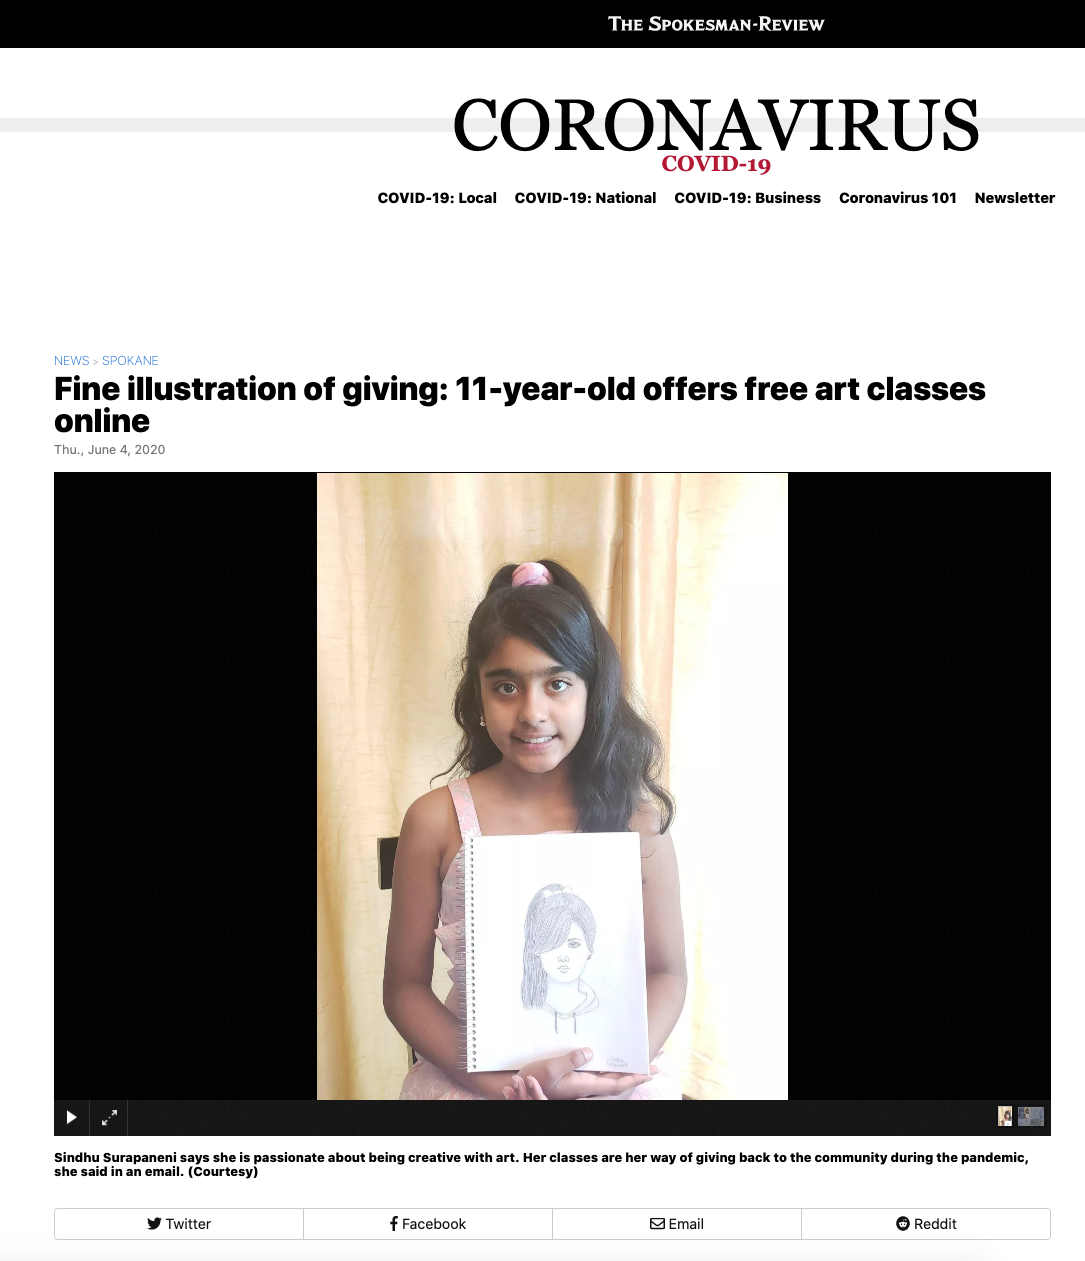 THE SPOKESMAN-REVIEW
CORONAVIRUS
COVID-19
COVID-19: Local COVID-19: National COVID-19: Business Coronavirus 101 Newsletter
NEWS > SPOKANE
Fine illustration of giving: 11-year-old offers free art classes
online
Thu., June 4, 2020
Sindhu Surapaneni says she is passionate about being creative with art. Her classes are her way of giving back to the community during the pandemic,
she said in an email. (Courtesy)
Twitter Facebook Email Reddit